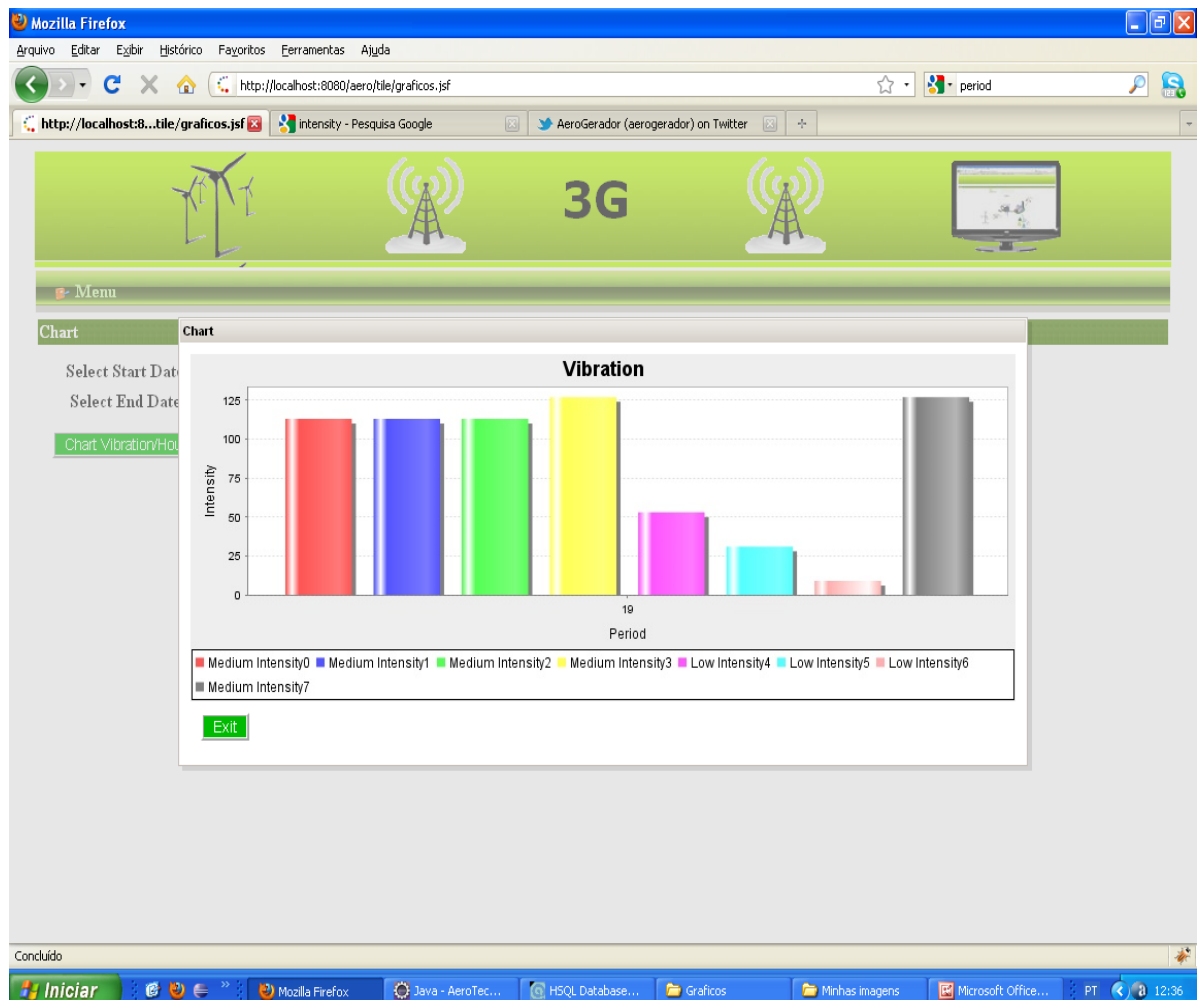 Mozilla Firefox
Arquivo Editar Exibir Histórico Favoritos Ferramentas Ajuda
http://localhost:8080/aero/tile/graficos.jsf
period
http://localhost:8...tile/graficos.jsf
intensity - Pesquisa Google
AeroGerador (aerogerador) on Twitter
3G
Menu
Chart
Select Start Dat
Select End Date
Chart Vibration/Hou
Chart
Vibration
125
100
75
50
25
0
Intensity
19
Period
Medium Intensity0 Medium Intensity1 Medium Intensity2 Medium Intensity3 Low Intensity4 Low Intensity5 Low Intensity6
Medium Intensity7
Exit
Concluído
Iniciar
Mozilla Firefox
Java - AeroTec...
HSQL Database...
Graficos
Minhas imagens
Microsoft Office...
PT
12:36